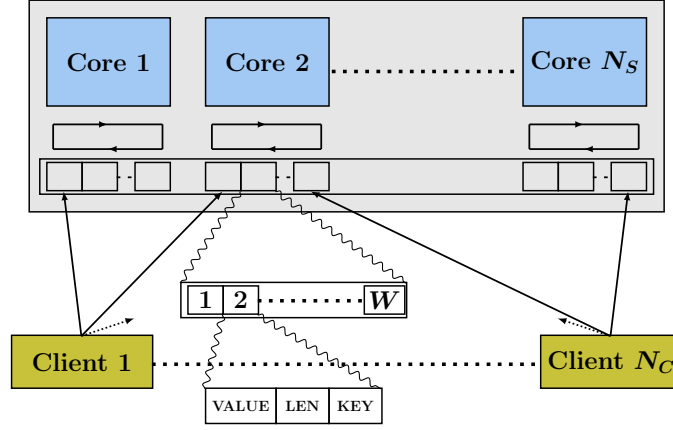 Core 1
Core 2
Core N_S
1 2 W
Client 1
Client N_C
VALUE LEN KEY